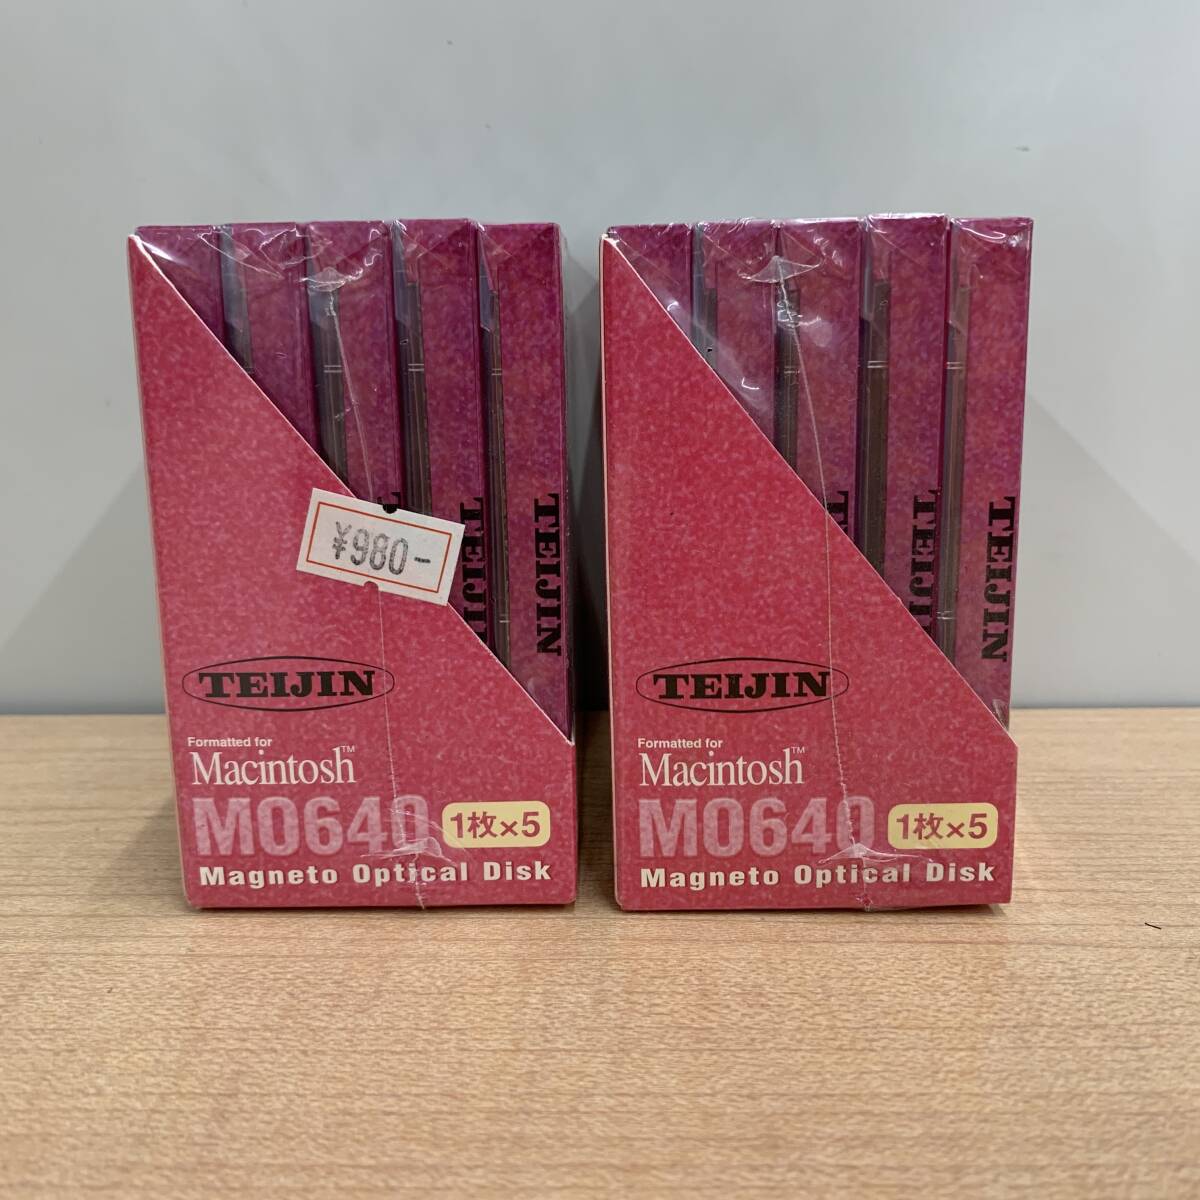 TEIJIN
TEIJIN
¥980-
TEIJIN
Formatted for
Macintosh™
MO640 1枚×5
Magneto Optical Disk
TEIJIN
TEIJIN
TEIJIN
Formatted for
Macintosh™
MO640 1枚×5
Magneto Optical Disk